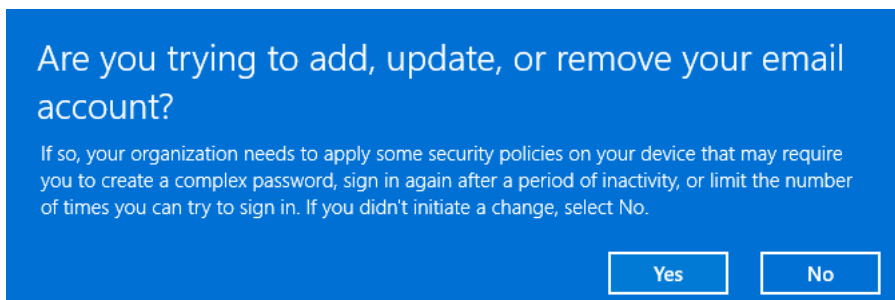 Are you trying to add, update, or remove your email
account?
If so, your organization needs to apply some security policies on your device that may require
you to create a complex password, sign in again after a period of inactivity, or limit the number
of times you can try to sign in. If you didn't initiate a change, select No.
Yes No